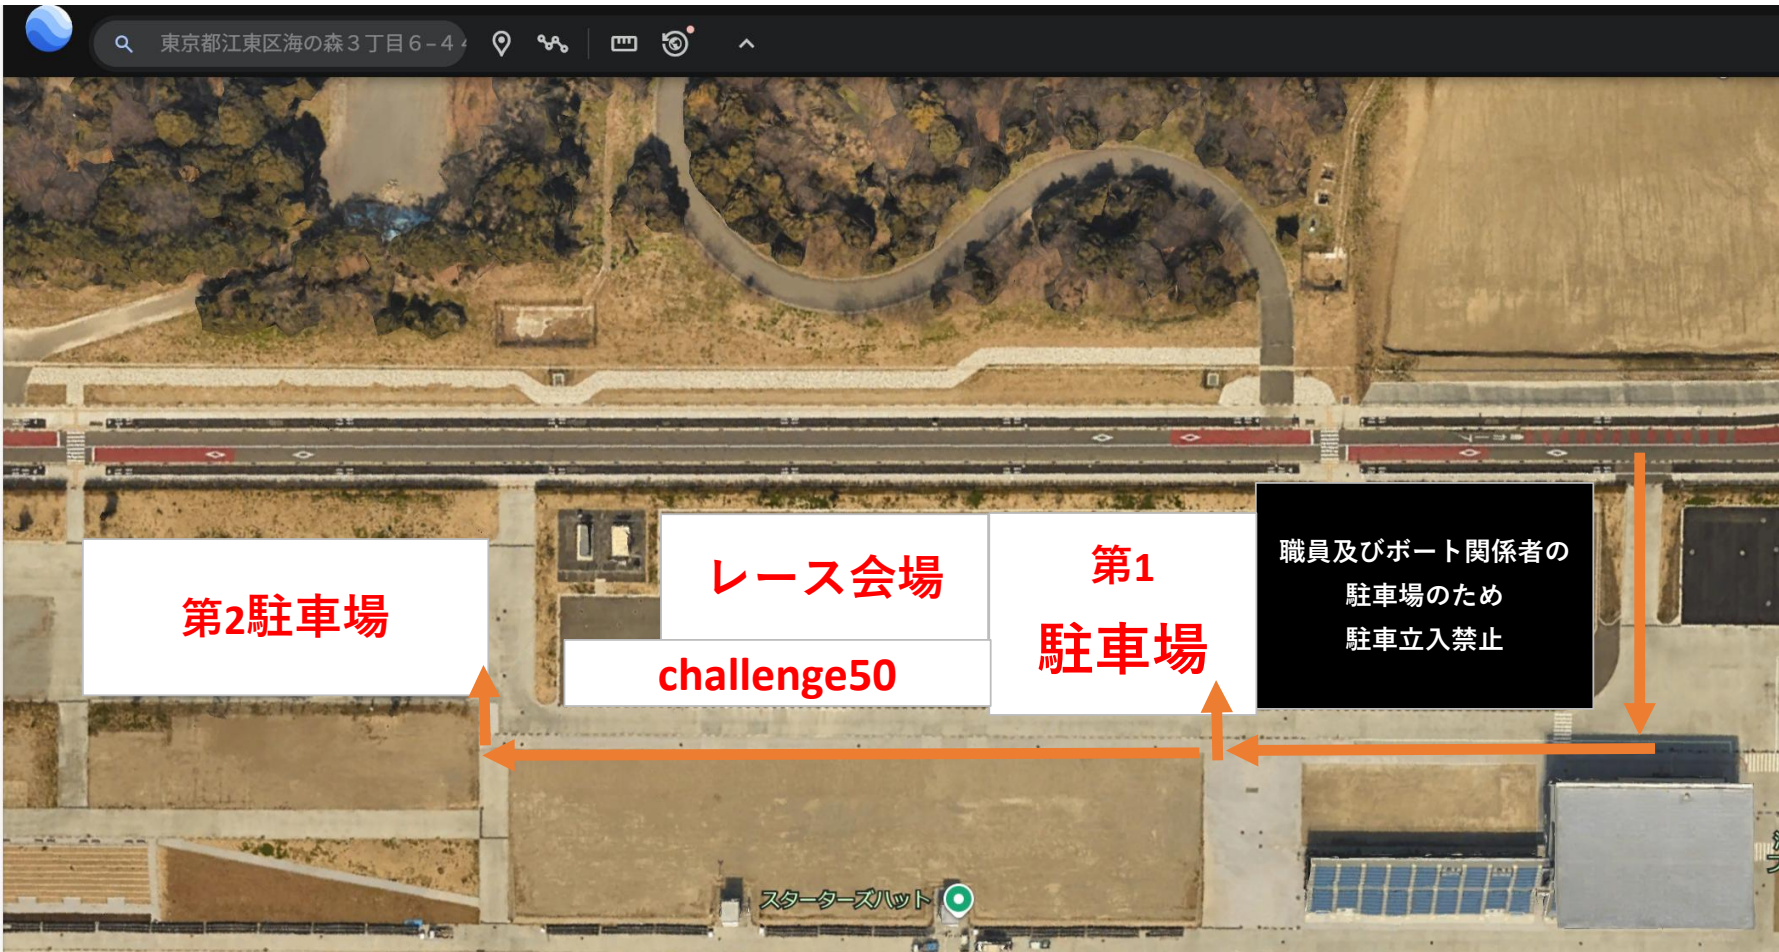 東京都江東区海の森３丁目６−４
第2駐車場
レース会場
challenge50
第1
駐車場
職員及びボート関係者の
駐車場のため
駐車立入禁止
スターターズハット